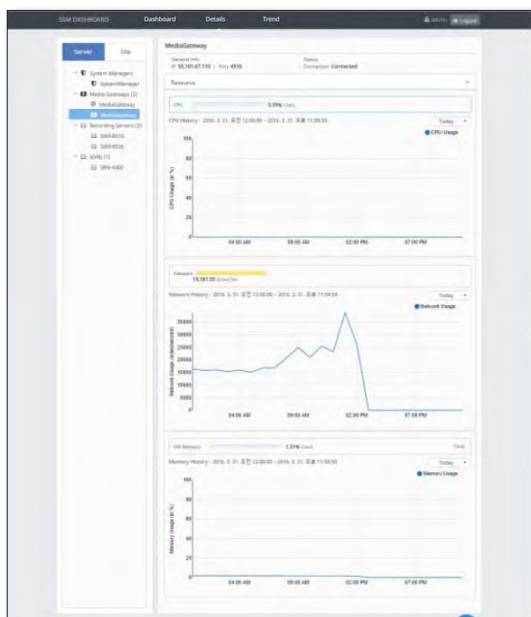 SSM DASHBOARD Dashboard Details Trend admin Logout
Server Site
System Managers
SystemManager
Media Gateways (2)
MediaGateway
MediaGateway
Recording Servers (2)
NVRs (1)
SRN-4000
MediaGateway
General Info Status
Port 4510 Connection Connected
Resource
CPU
CPU History - 2016. 3. 31. 오전 12:00:00 - 2016. 3. 31. 오후 11:59:59 Today
CPU Usage
CPU Usage (in %)
100
80
60
40
20
0
04:00 AM 09:00 AM 02:00 PM 07:00 PM
Network
Network History - 2016. 3. 31. 오전 12:00:00 - 2016. 3. 31. 오후 11:59:59 Today
Network Usage
35000
30000
25000
20000
15000
10000
5000
0
04:00 AM 09:00 AM 02:00 PM 07:00 PM
Memory Total
Memory History - 2016. 3. 31. 오전 12:00:00 - 2016. 3. 31. 오후 11:59:59 Today
Memory Usage
Memory Usage (in %)
100
80
60
40
20
0
04:00 AM 09:00 AM 02:00 PM 07:00 PM